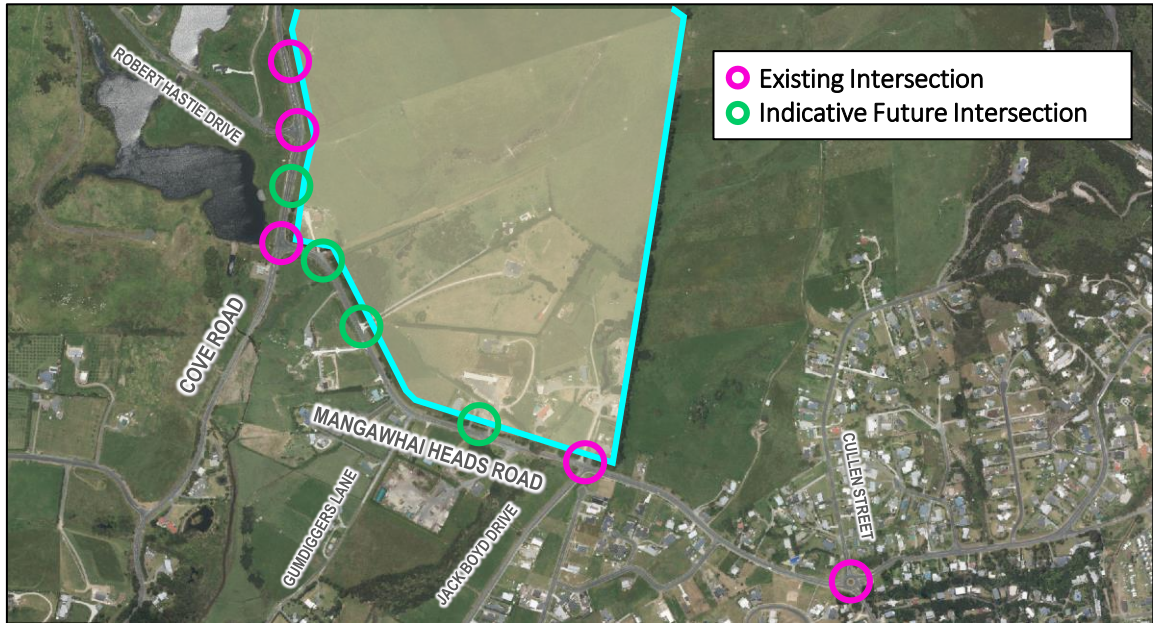 ROBERT HASTIE DRIVE
Existing Intersection
Indicative Future Intersection
COVE ROAD
MANGAWHAI HEADS ROAD
GUMDIGGERS LANE
JACK BOYD DRIVE
CULLEN STREET